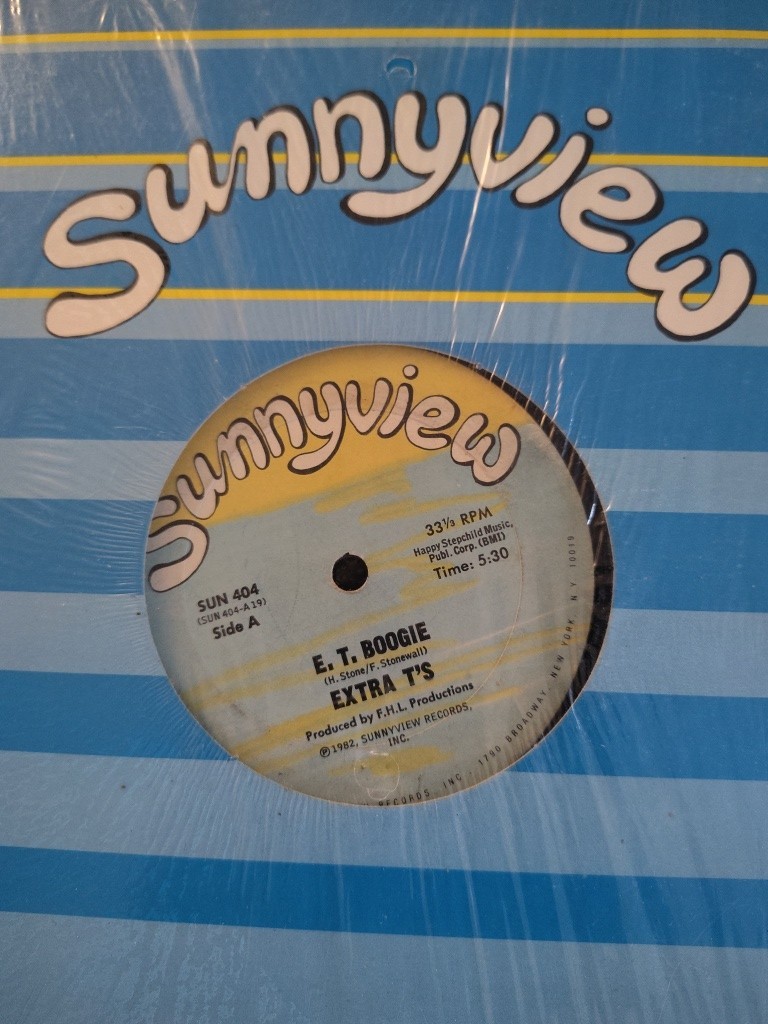 Sunnyview
Sunnyview
33⅓ RPM
Happy Stepchild Music,
Publ. Corp. (BMI)
Time: 5:30
SUN 404
(SUN 404-A 19)
Side A
E. T. BOOGIE
(H. Stone/F. Stonewall)
EXTRA T'S
Produced by F.H.L. Productions
℗1982, SUNNYVIEW RECORDS,
INC.
RECORDS, INC. 1790 BROADWAY, NEW YORK, N.Y. 10019